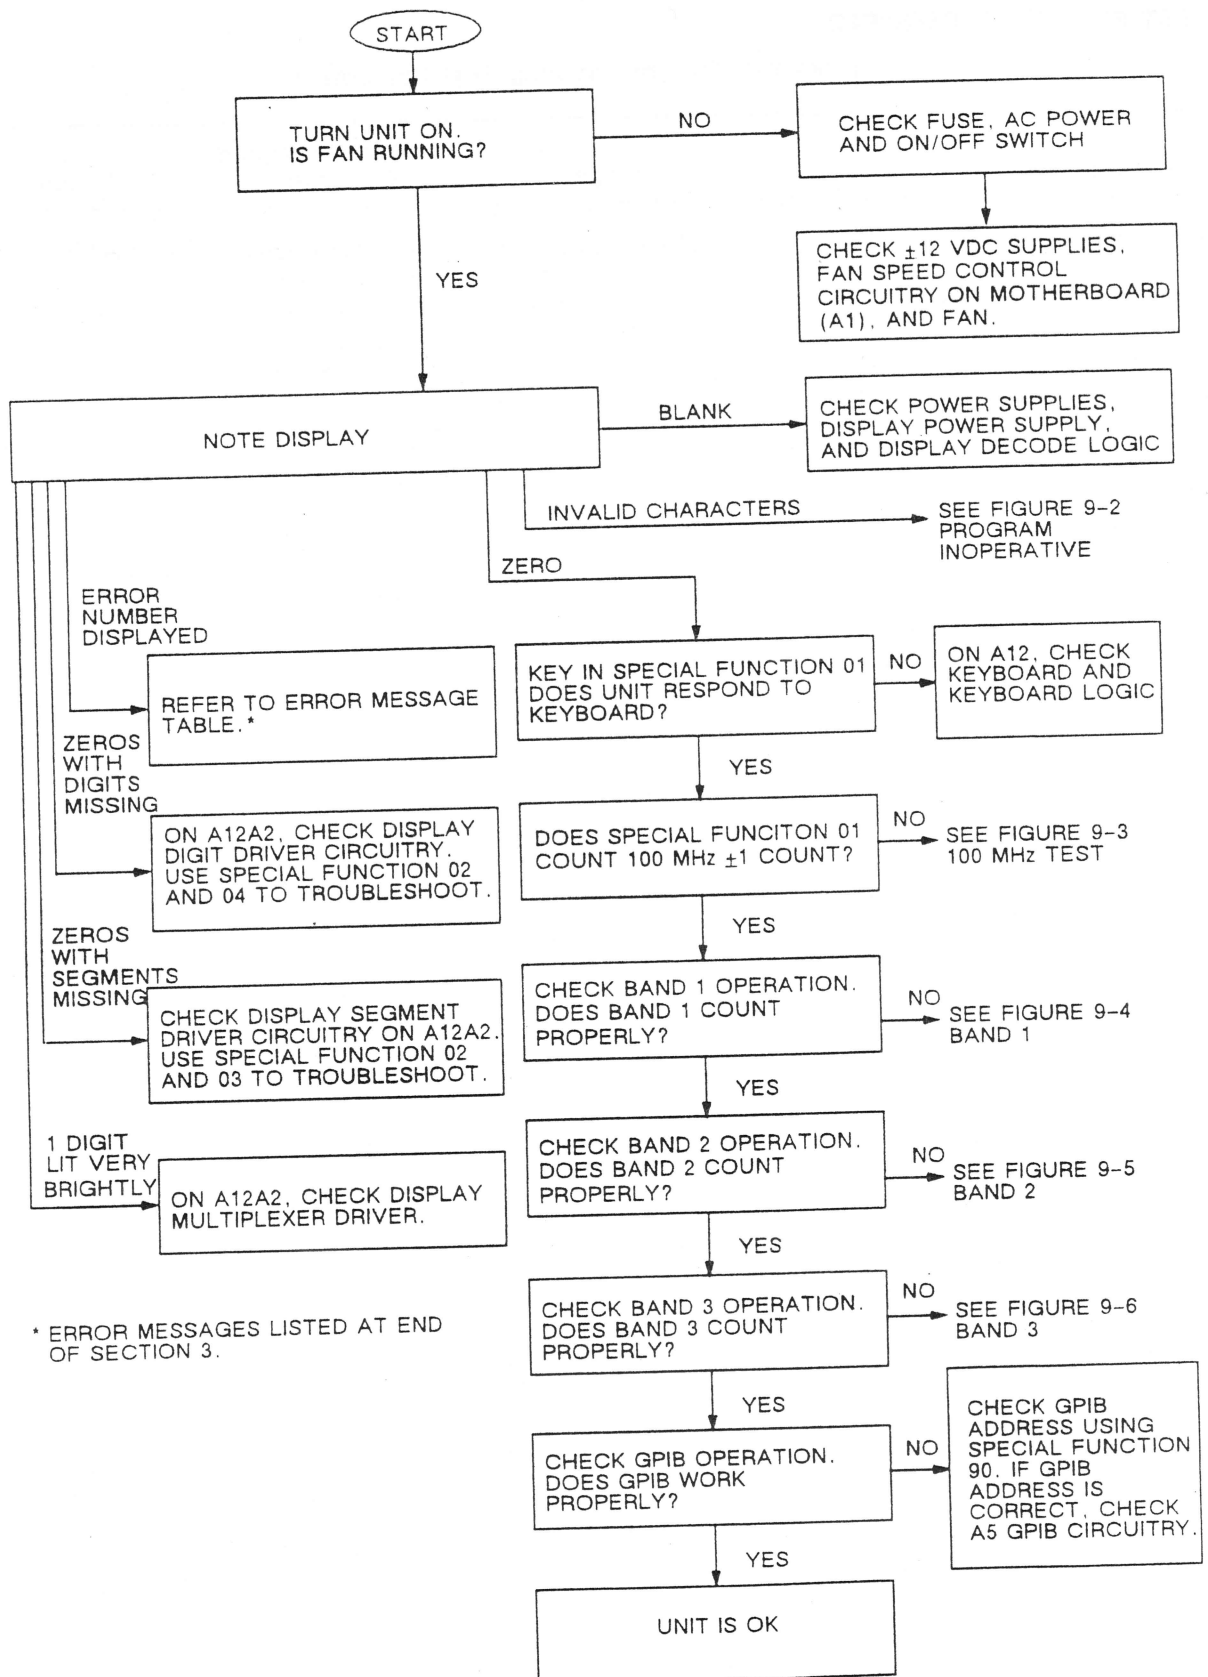 START
TURN UNIT ON.
IS FAN RUNNING?
NO
CHECK FUSE, AC POWER
AND ON/OFF SWITCH
CHECK ±12 VDC SUPPLIES,
FAN SPEED CONTROL
CIRCUITRY ON MOTHERBOARD
(A1), AND FAN.
YES
NOTE DISPLAY
BLANK
CHECK POWER SUPPLIES,
DISPLAY POWER SUPPLY,
AND DISPLAY DECODE LOGIC
INVALID CHARACTERS
SEE FIGURE 9-2
PROGRAM
INOPERATIVE
ZERO
ERROR
NUMBER
DISPLAYED
REFER TO ERROR MESSAGE
TABLE.*
KEY IN SPECIAL FUNCTION 01
DOES UNIT RESPOND TO
KEYBOARD?
NO
ON A12, CHECK
KEYBOARD AND
KEYBOARD LOGIC
YES
ZEROS
WITH
DIGITS
MISSING
ON A12A2, CHECK DISPLAY
DIGIT DRIVER CIRCUITRY.
USE SPECIAL FUNCTION 02
AND 04 TO TROUBLESHOOT.
DOES SPECIAL FUNCITON 01
COUNT 100 MHz ±1 COUNT?
NO
SEE FIGURE 9-3
100 MHz TEST
YES
ZEROS
WITH
SEGMENTS
MISSING
CHECK DISPLAY SEGMENT
DRIVER CIRCUITRY ON A12A2.
USE SPECIAL FUNCTION 02
AND 03 TO TROUBLESHOOT.
CHECK BAND 1 OPERATION.
DOES BAND 1 COUNT
PROPERLY?
NO
SEE FIGURE 9-4
BAND 1
YES
1 DIGIT
LIT VERY
BRIGHTLY
ON A12A2, CHECK DISPLAY
MULTIPLEXER DRIVER.
CHECK BAND 2 OPERATION.
DOES BAND 2 COUNT
PROPERLY?
NO
SEE FIGURE 9-5
BAND 2
YES
* ERROR MESSAGES LISTED AT END
OF SECTION 3.
CHECK BAND 3 OPERATION.
DOES BAND 3 COUNT
PROPERLY?
NO
SEE FIGURE 9-6
BAND 3
YES
CHECK GPIB OPERATION.
DOES GPIB WORK
PROPERLY?
NO
CHECK GPIB
ADDRESS USING
SPECIAL FUNCTION
90. IF GPIB
ADDRESS IS
CORRECT, CHECK
A5 GPIB CIRCUITRY.
YES
UNIT IS OK